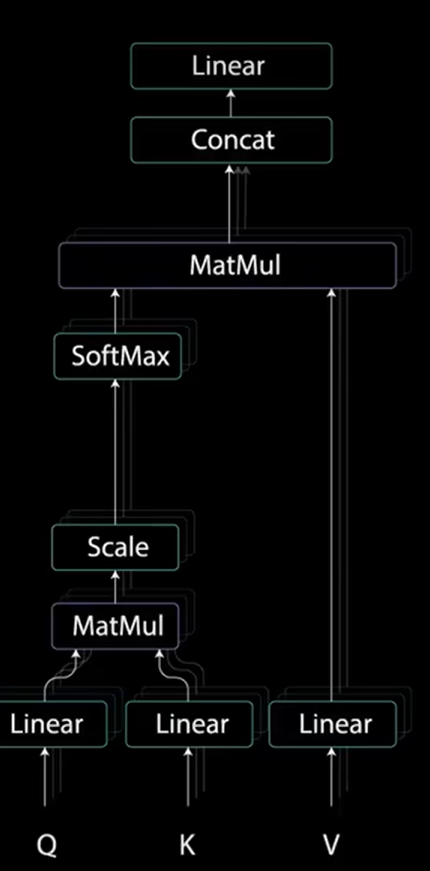 Linear
Concat
MatMul
SoftMax
Scale
MatMul
Linear Linear Linear
Q K V